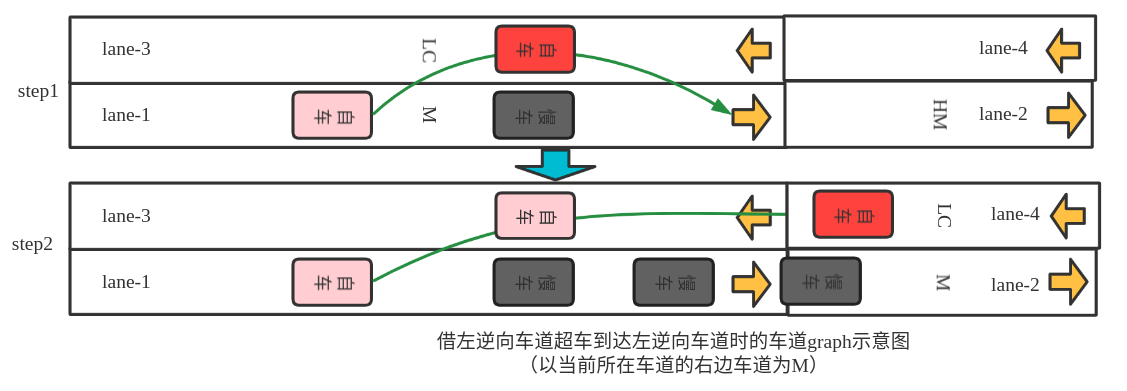 step1
lane-3
LC
自车
lane-4
lane-1
自车
M
慢车
HM
lane-2
step2
lane-3
自车
自车
LC
lane-4
lane-1
自车
慢车
慢车
慢车
M
lane-2
借左逆向车道超车到达左逆向车道时的车道graph示意图
（以当前所在车道的右边车道为M）